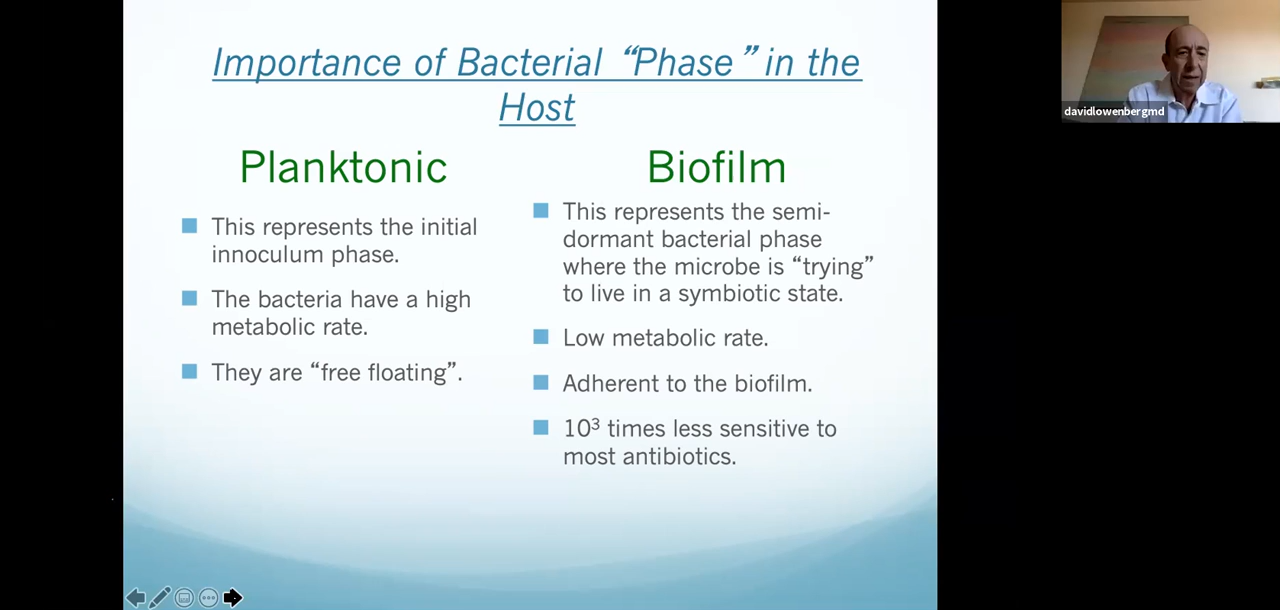 Importance of Bacterial “Phase” in the
Host
Planktonic
This represents the initial
innoculum phase.
The bacteria have a high
metabolic rate.
They are “free floating”.
Biofilm
This represents the semi-
dormant bacterial phase
where the microbe is “trying”
to live in a symbiotic state.
Low metabolic rate.
Adherent to the biofilm.
10³ times less sensitive to
most antibiotics.
davidlowenbergmd